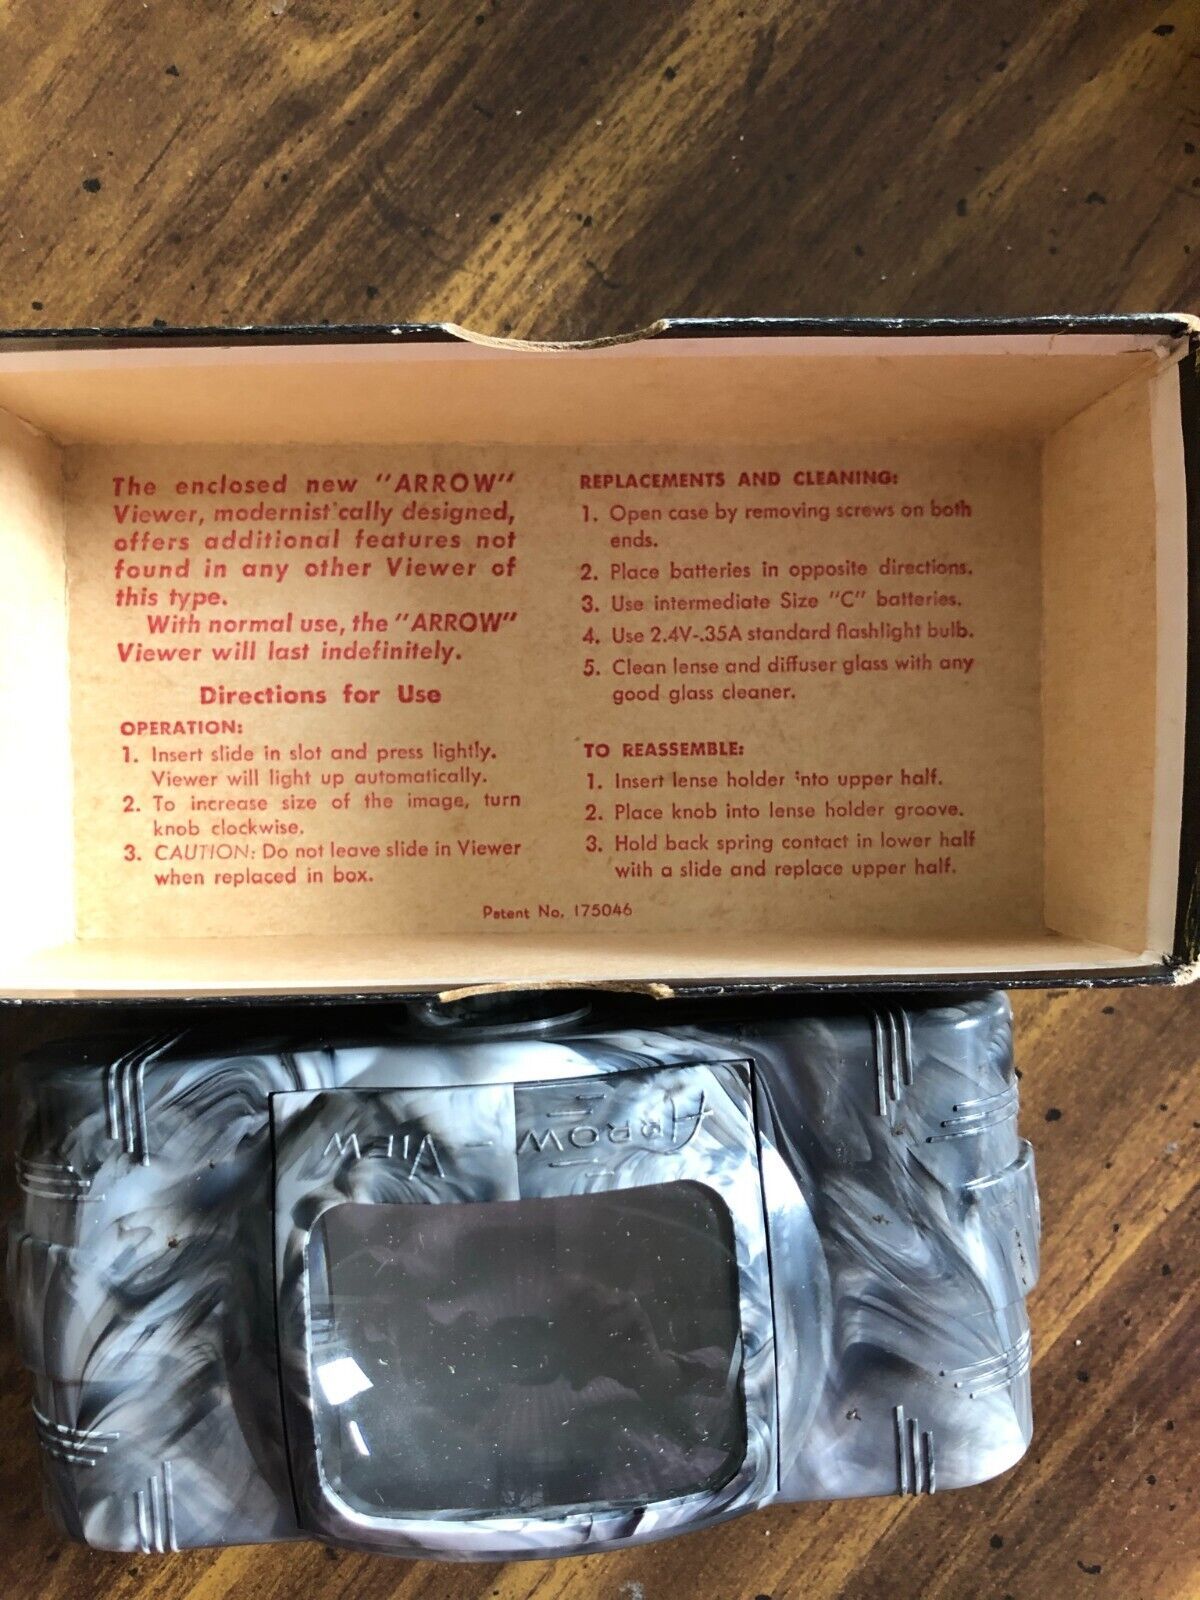 The enclosed new "ARROW"
Viewer, modernist'cally designed,
offers additional features not
found in any other Viewer of
this type.
With normal use, the "ARROW"
Viewer will last indefinitely.
Directions for Use
OPERATION:
1. Insert slide in slot and press lightly.
Viewer will light up automatically.
2. To increase size of the image, turn
knob clockwise.
3. CAUTION: Do not leave slide in Viewer
when replaced in box.
REPLACEMENTS AND CLEANING:
1. Open case by removing screws on both
ends.
2. Place batteries in opposite directions.
3. Use intermediate Size "C" batteries.
4. Use 2.4V-.35A standard flashlight bulb.
5. Clean lense and diffuser glass with any
good glass cleaner.
TO REASSEMBLE:
1. Insert lense holder into upper half.
2. Place knob into lense holder groove.
3. Hold back spring contact in lower half
with a slide and replace upper half.
Patent No. 175046
ARROW - VIEW